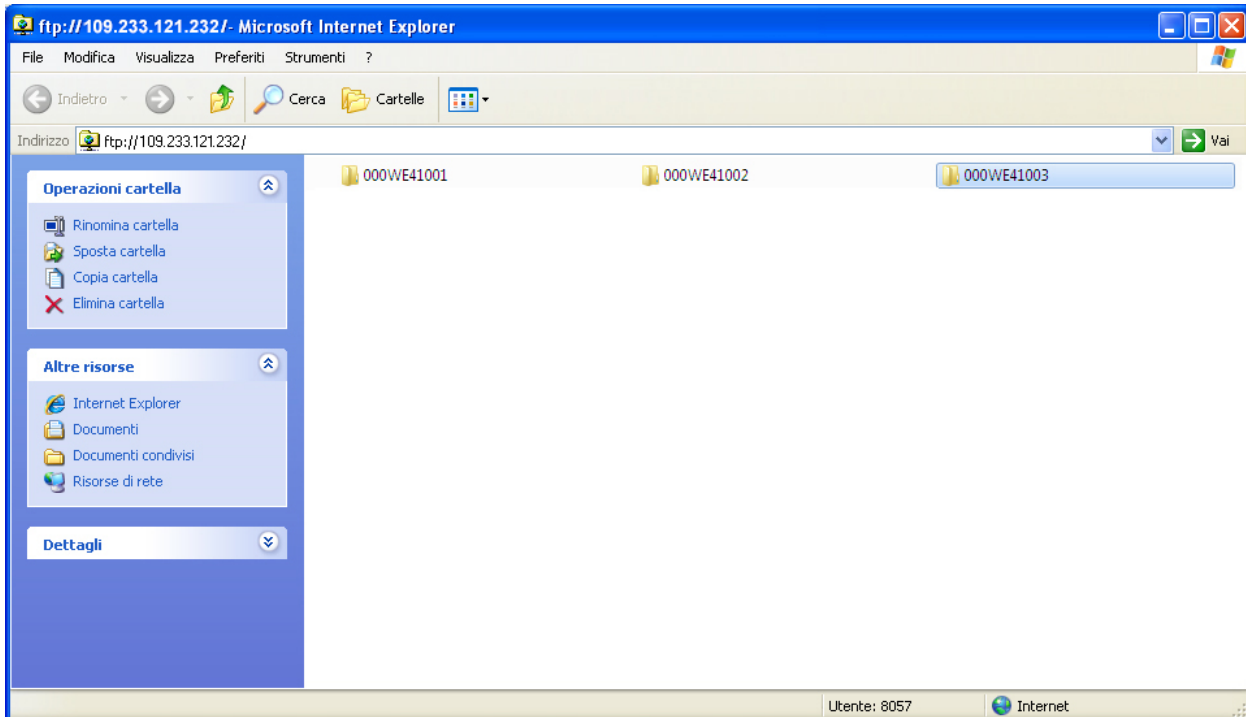 ftp://109.233.121.232/- Microsoft Internet Explorer
File Modifica Visualizza Preferiti Strumenti ?
Indietro Cerca Cartelle
Indirizzo ftp://109.233.121.232/ Vai
000WE41001 000WE41002 000WE41003
Operazioni cartella
Rinomina cartella
Sposta cartella
Copia cartella
Elimina cartella
Altre risorse
Internet Explorer
Documenti
Documenti condivisi
Risorse di rete
Dettagli
Utente: 8057 Internet